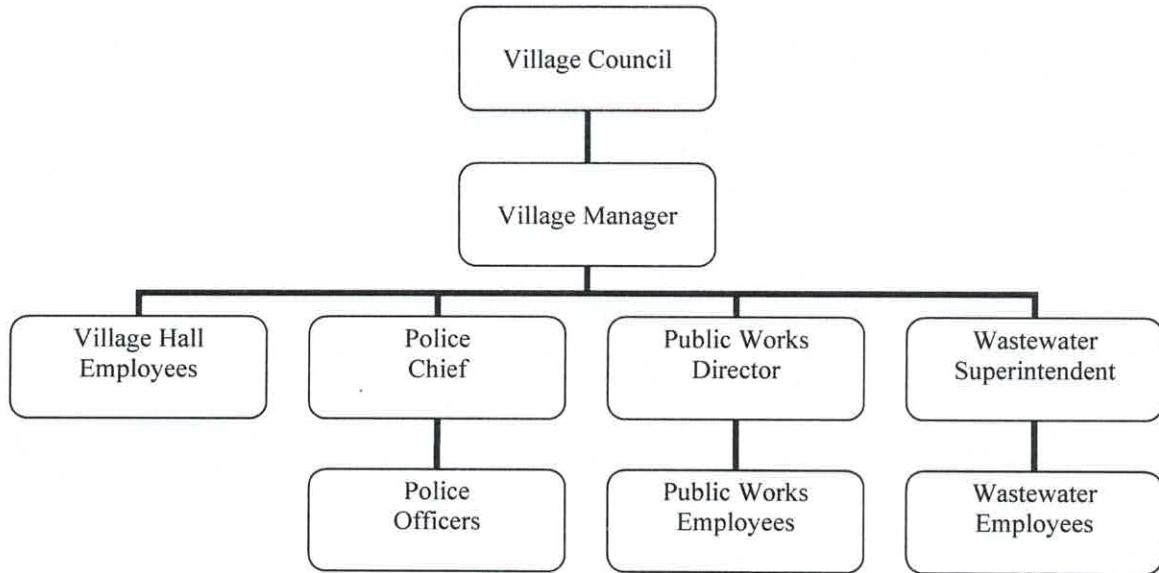 Village Council
Village Manager
Village Hall
Employees
Police
Chief
Public Works
Director
Wastewater
Superintendent
Police
Officers
Public Works
Employees
Wastewater
Employees